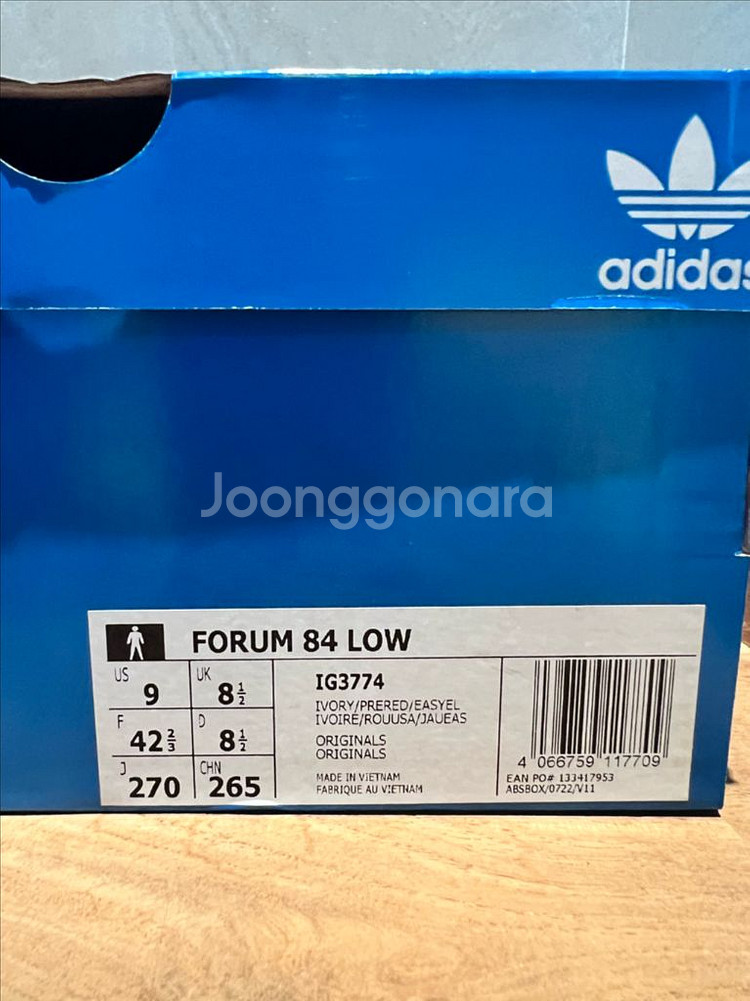 adidas
Joonggonara
FORUM 84 LOW
US 9 UK 8½
F 42⅔ D 8½
J 270 CHN 265
IG3774
IVORY/PRERED/EASYEL
IVOIRE/ROUUSA/JAUEAS
ORIGINALS
ORIGINALS
MADE IN VIETNAM
FABRIQUE AU VIETNAM
4 066759 117709
EAN PO# 133417953
ABSBOX/0722/V11